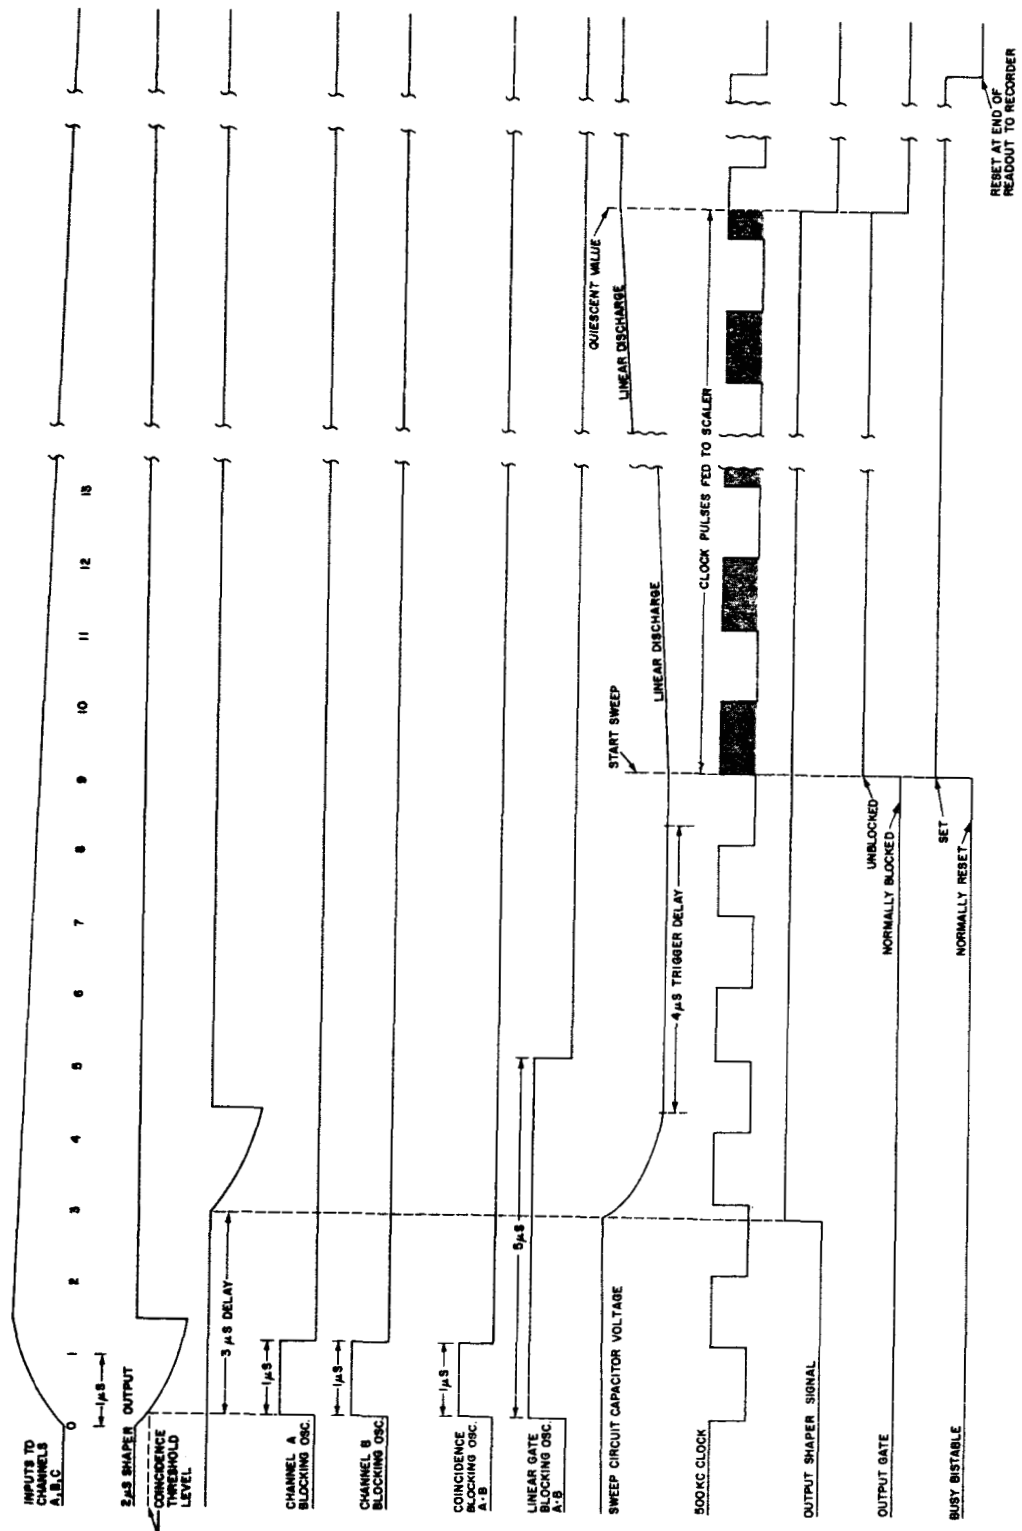 INPUTS TO
CHANNELS
A, B, C
0 1 2 3 4 5 6 7 8 9 10 11 12 13
1μS
2μS SHAPER OUTPUT
COINCIDENCE
THRESHOLD
LEVEL
3 μS DELAY
CHANNEL A
BLOCKING OSC.
1μS
CHANNEL B
BLOCKING OSC.
1μS
COINCIDENCE
BLOCKING OSC.
A·B
1μS
LINEAR GATE
BLOCKING OSC.
A·B
5μS
SWEEP CIRCUIT CAPACITOR VOLTAGE
4μS TRIGGER DELAY
START SWEEP
LINEAR DISCHARGE
LINEAR DISCHARGE
QUIESCENT VALUE
500KC CLOCK
CLOCK PULSES FED TO SCALER
OUTPUT SHAPER SIGNAL
OUTPUT GATE
UNBLOCKED
NORMALLY BLOCKED
BUSY BISTABLE
SET
NORMALLY RESET
RESET AT END OF
READOUT TO RECORDER